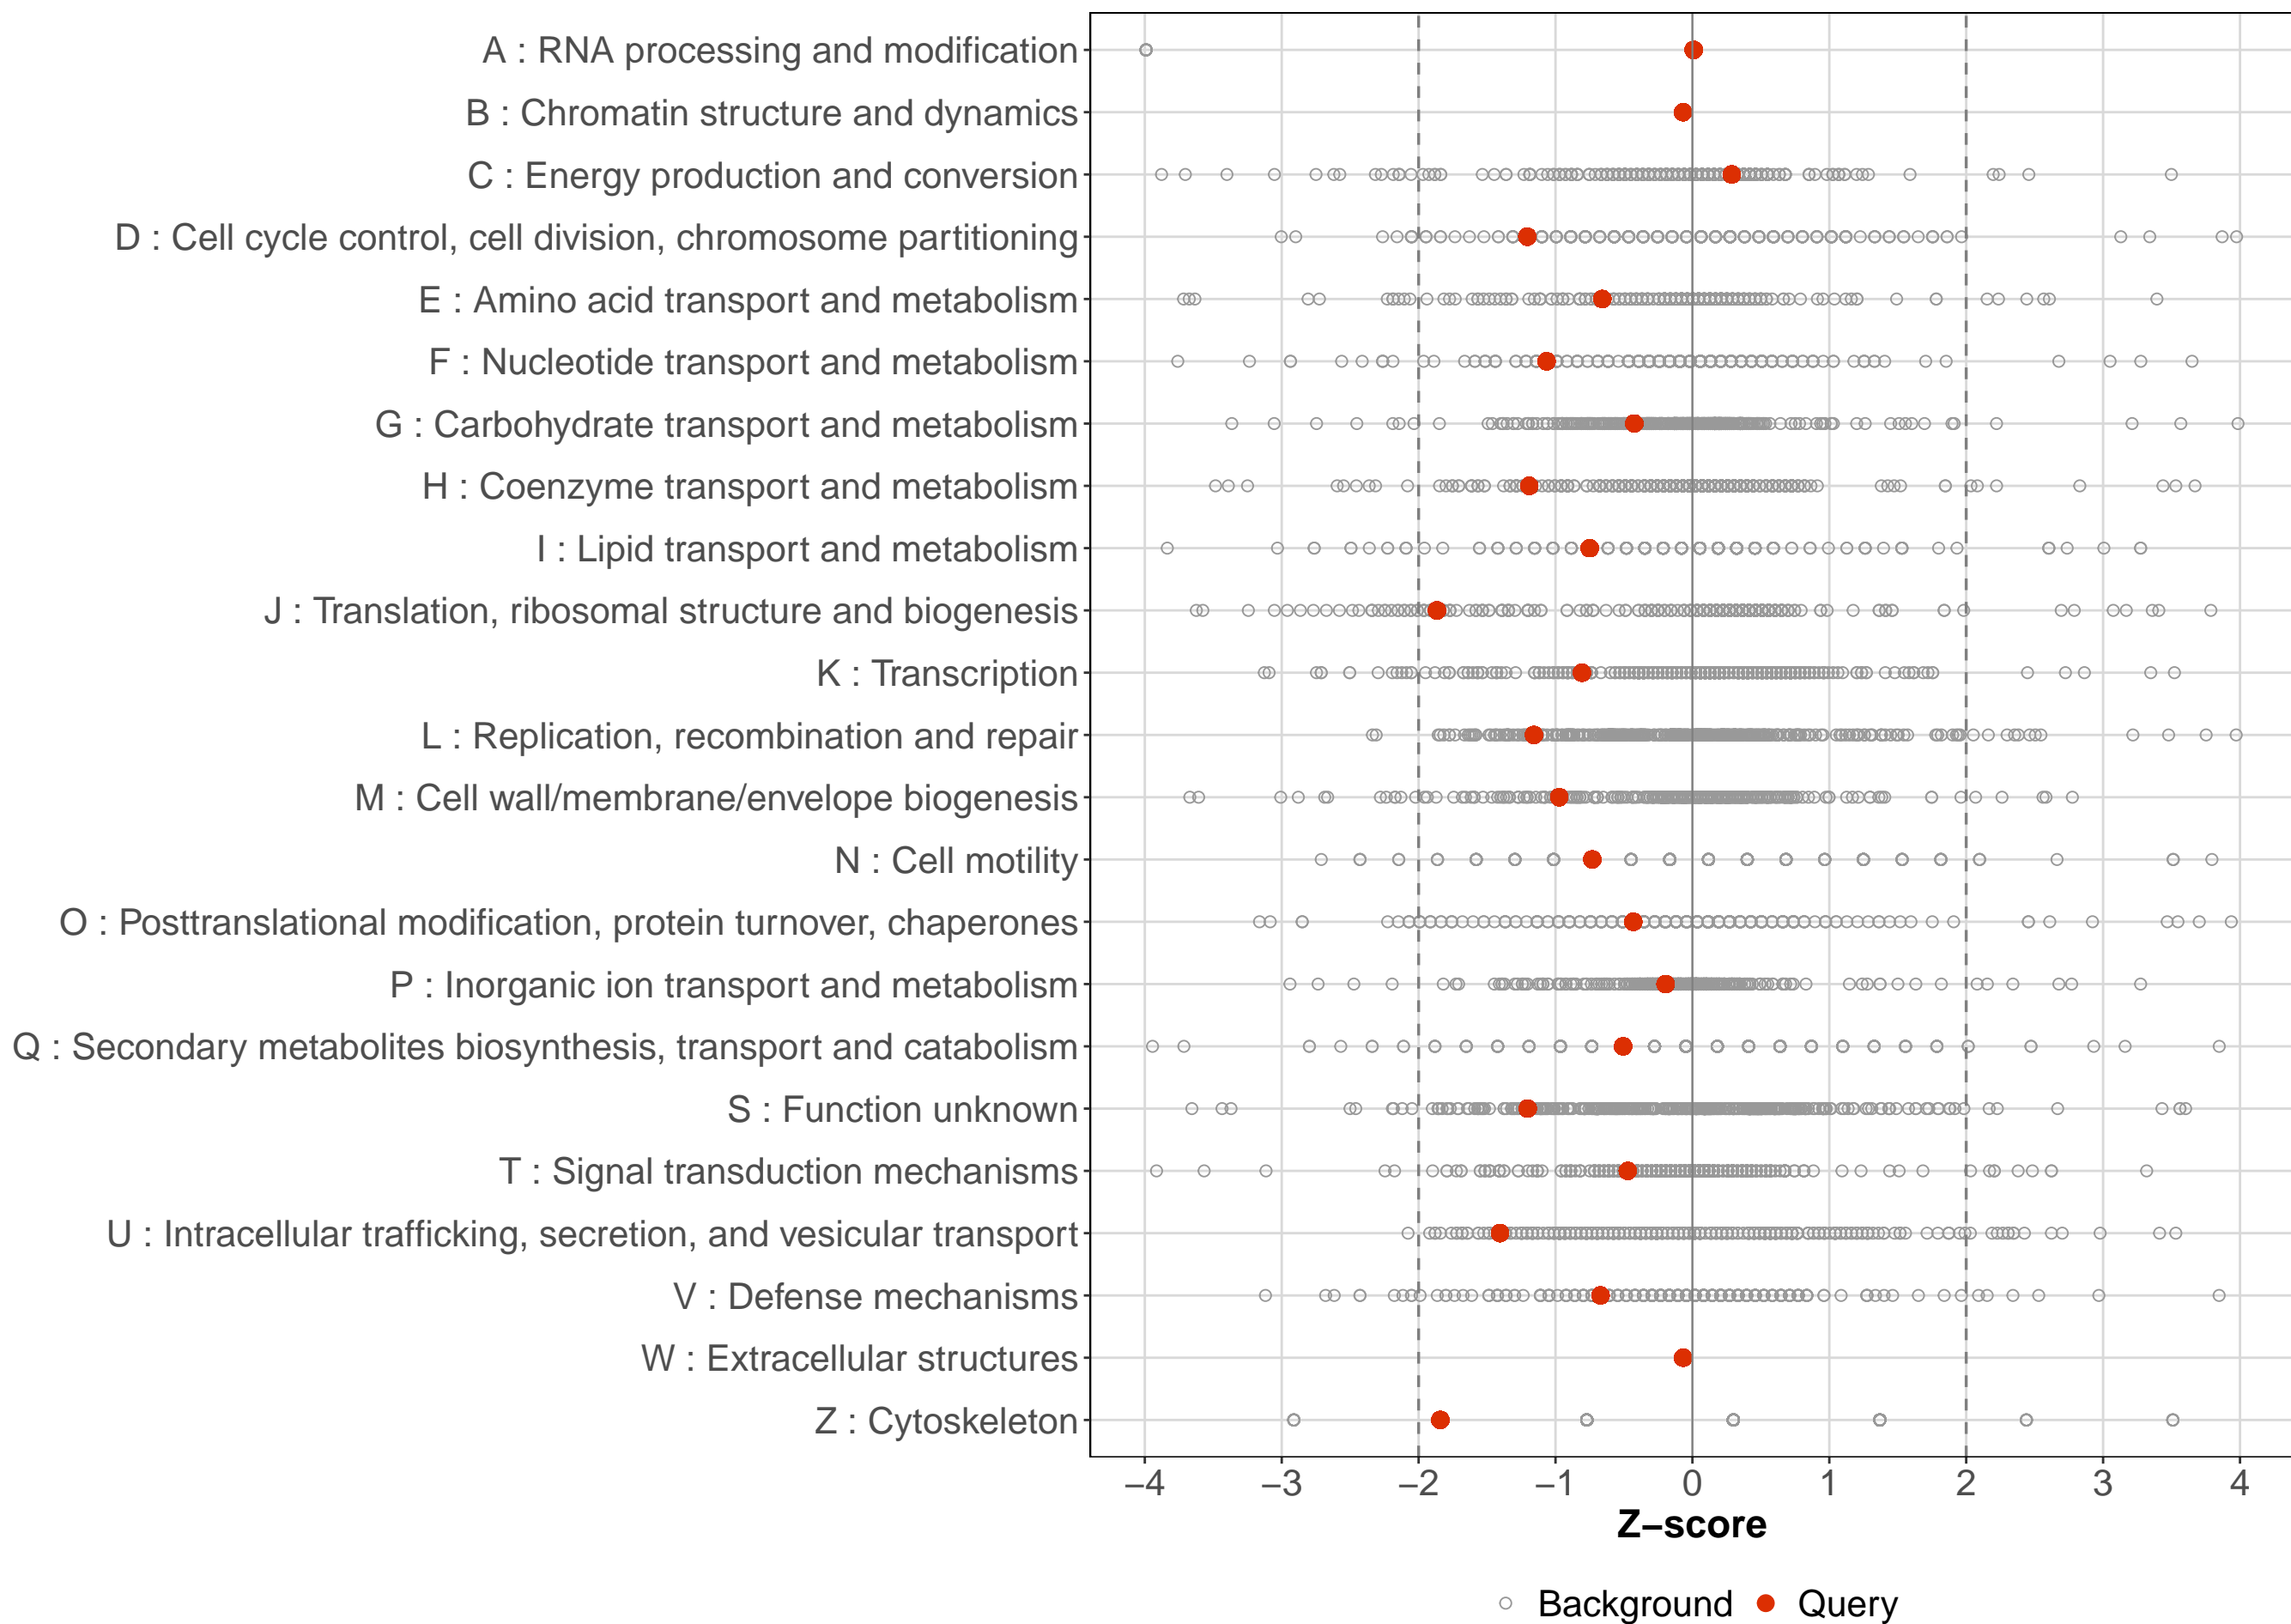 A : RNA processing and modification
B : Chromatin structure and dynamics
C : Energy production and conversion
D : Cell cycle control, cell division, chromosome partitioning
E : Amino acid transport and metabolism
F : Nucleotide transport and metabolism
G : Carbohydrate transport and metabolism
H : Coenzyme transport and metabolism
I : Lipid transport and metabolism
J : Translation, ribosomal structure and biogenesis
K : Transcription
L : Replication, recombination and repair
M : Cell wall/membrane/envelope biogenesis
N : Cell motility
O : Posttranslational modification, protein turnover, chaperones
P : Inorganic ion transport and metabolism
Q : Secondary metabolites biosynthesis, transport and catabolism
S : Function unknown
T : Signal transduction mechanisms
U : Intracellular trafficking, secretion, and vesicular transport
V : Defense mechanisms
W : Extracellular structures
Z : Cytoskeleton
−4 −3 −2 −1 0 1 2 3 4
Z−score
Background Query